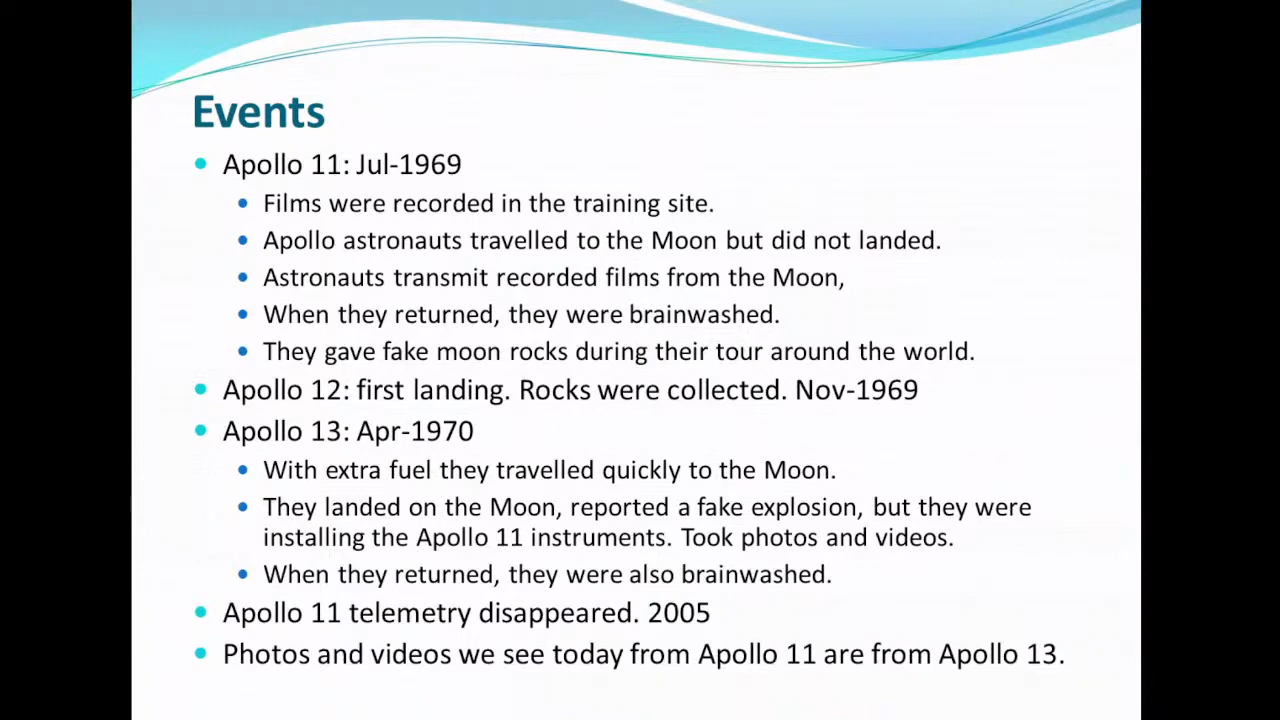 Events
Apollo 11: Jul-1969
Films were recorded in the training site.
Apollo astronauts travelled to the Moon but did not landed.
Astronauts transmit recorded films from the Moon,
When they returned, they were brainwashed.
They gave fake moon rocks during their tour around the world.
Apollo 12: first landing. Rocks were collected. Nov-1969
Apollo 13: Apr-1970
With extra fuel they travelled quickly to the Moon.
They landed on the Moon, reported a fake explosion, but they were
installing the Apollo 11 instruments. Took photos and videos.
When they returned, they were also brainwashed.
Apollo 11 telemetry disappeared. 2005
Photos and videos we see today from Apollo 11 are from Apollo 13.